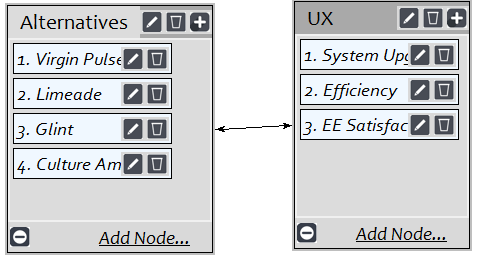 Alternatives
1. Virgin Pulse
2. Limeade
3. Glint
4. Culture Am
Add Node...
UX
1. System Up
2. Efficiency
3. EE Satisfac
Add Node...